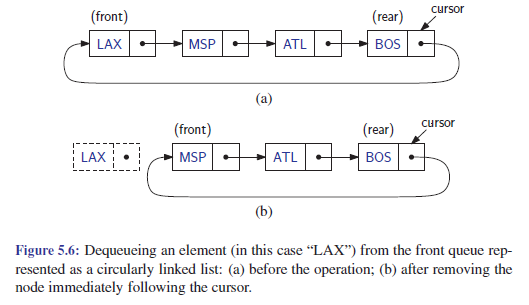 cursor
(front) (rear)
LAX MSP ATL BOS
(a)
(front) (rear) cursor
LAX MSP ATL BOS
(b)
Figure 5.6: Dequeueing an element (in this case “LAX”) from the front queue rep-
resented as a circularly linked list: (a) before the operation; (b) after removing the
node immediately following the cursor.